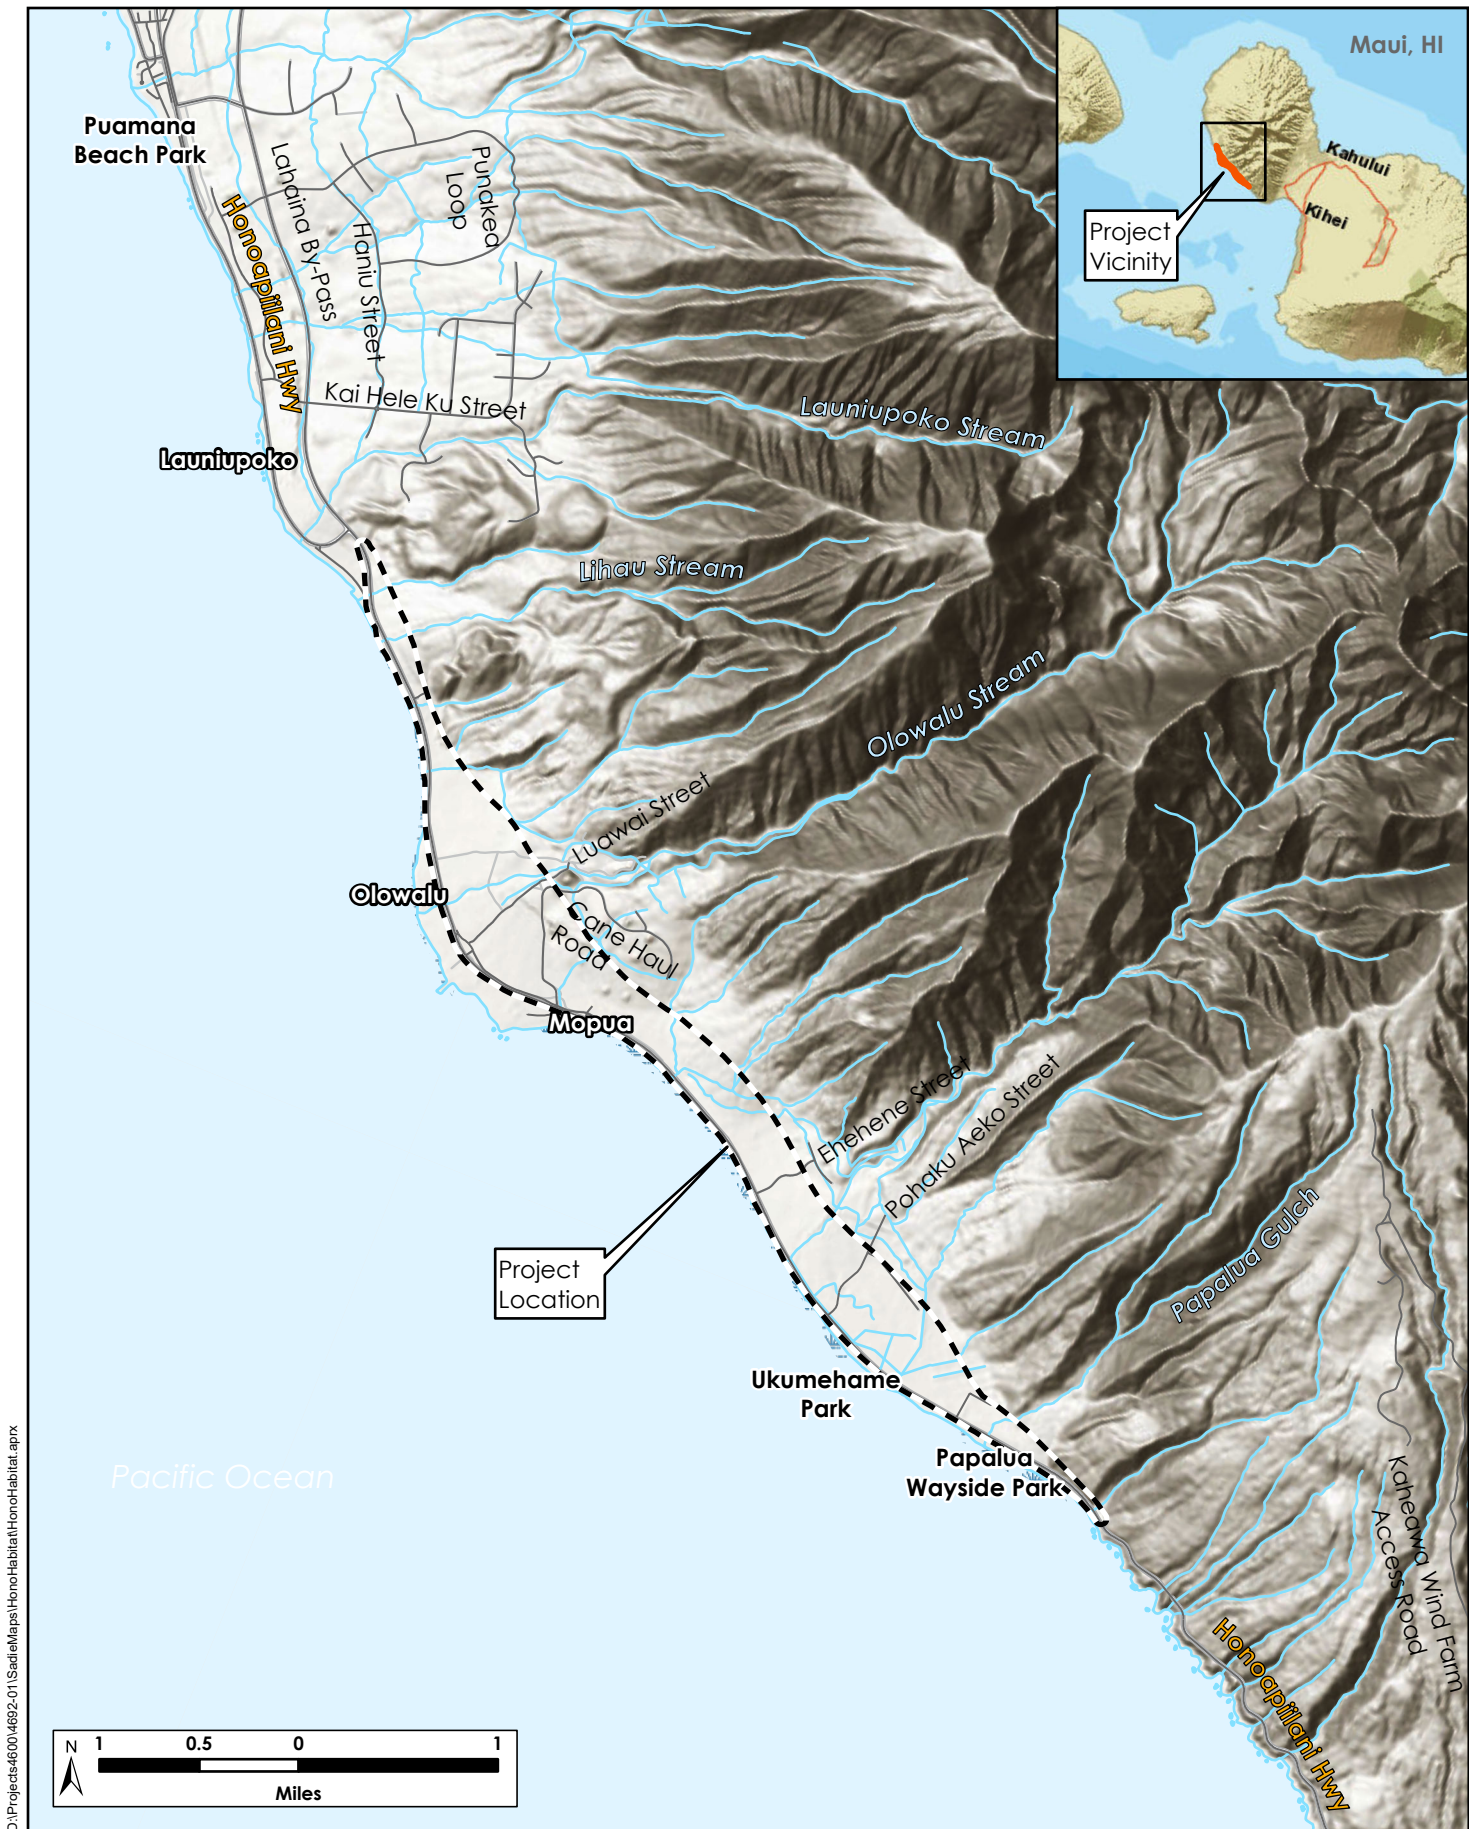 Maui, HI
Kahului
Kihei
Project
Vicinity
Puamana
Beach Park
Punakea
Loop
Lahaina By-Pass
Haniu Street
Honoapiilani Hwy
Kai Hele Ku Street
Launiupoko Stream
Launiupoko
Lihau Stream
Olowalu Stream
Luawai Street
Olowalu
Cane Haul
Road
Mopua
Ehehene Street
Pohaku Aeko Street
Papalua Gulch
Project
Location
Ukumehame
Park
Papalua
Wayside Park
Pacific Ocean
Kaheawa Wind Farm
Access Road
Honoapiilani Hwy
N
1 0.5 0 1
Miles
D:\Projects4600\4692-01\SadieMaps\HonoHabitat\HonoHabitat.aprx